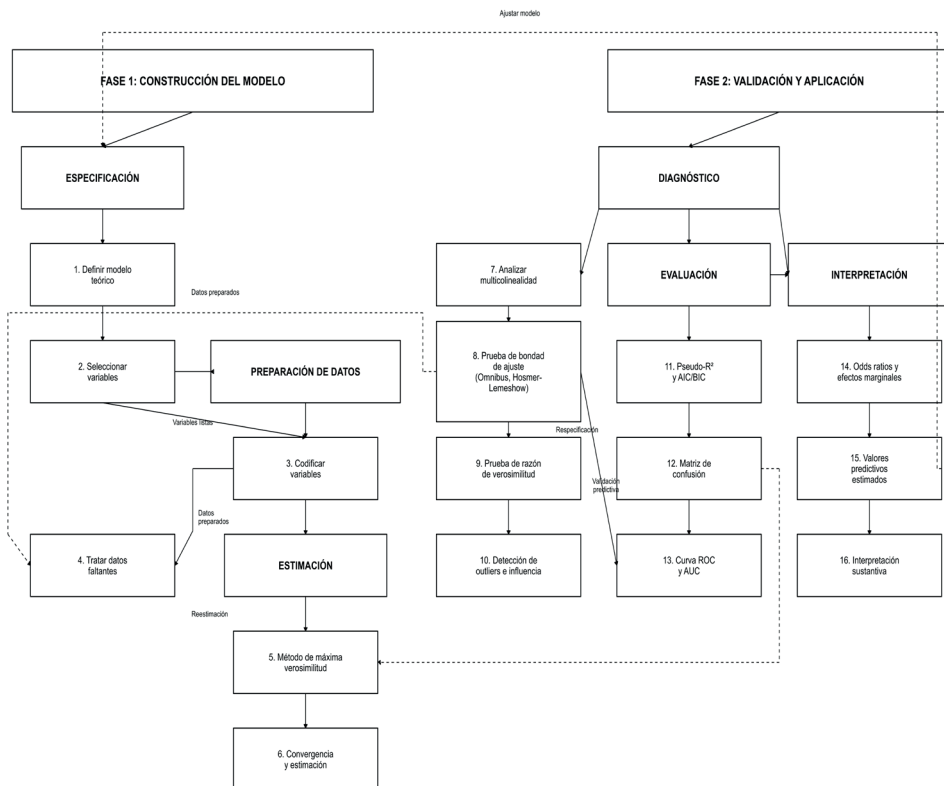 Ajustar modelo
FASE 1: CONSTRUCCIÓN DEL MODELO
FASE 2: VALIDACIÓN Y APLICACIÓN
ESPECIFICACIÓN
DIAGNÓSTICO
1. Definir modelo
teórico
Datos preparados
7. Analizar
multicolinealidad
EVALUACIÓN
INTERPRETACIÓN
2. Seleccionar
variables
PREPARACIÓN DE DATOS
8. Prueba de bondad
de ajuste
(Omnibus, Hosmer-
Lemeshow)
11. Pseudo-R²
y AIC/BIC
14. Odds ratios y
efectos marginales
Variables listas
Respecificación
3. Codificar
variables
9. Prueba de razón
de verosimilitud
Validación
predictiva
12. Matriz de
confusión
15. Valores
predictivos
estimados
Datos
preparados
4. Tratar datos
faltantes
ESTIMACIÓN
10. Detección de
outliers e influencia
13. Curva ROC
y AUC
16. Interpretación
sustantiva
Reestimación
5. Método de máxima
verosimilitud
6. Convergencia
y estimación